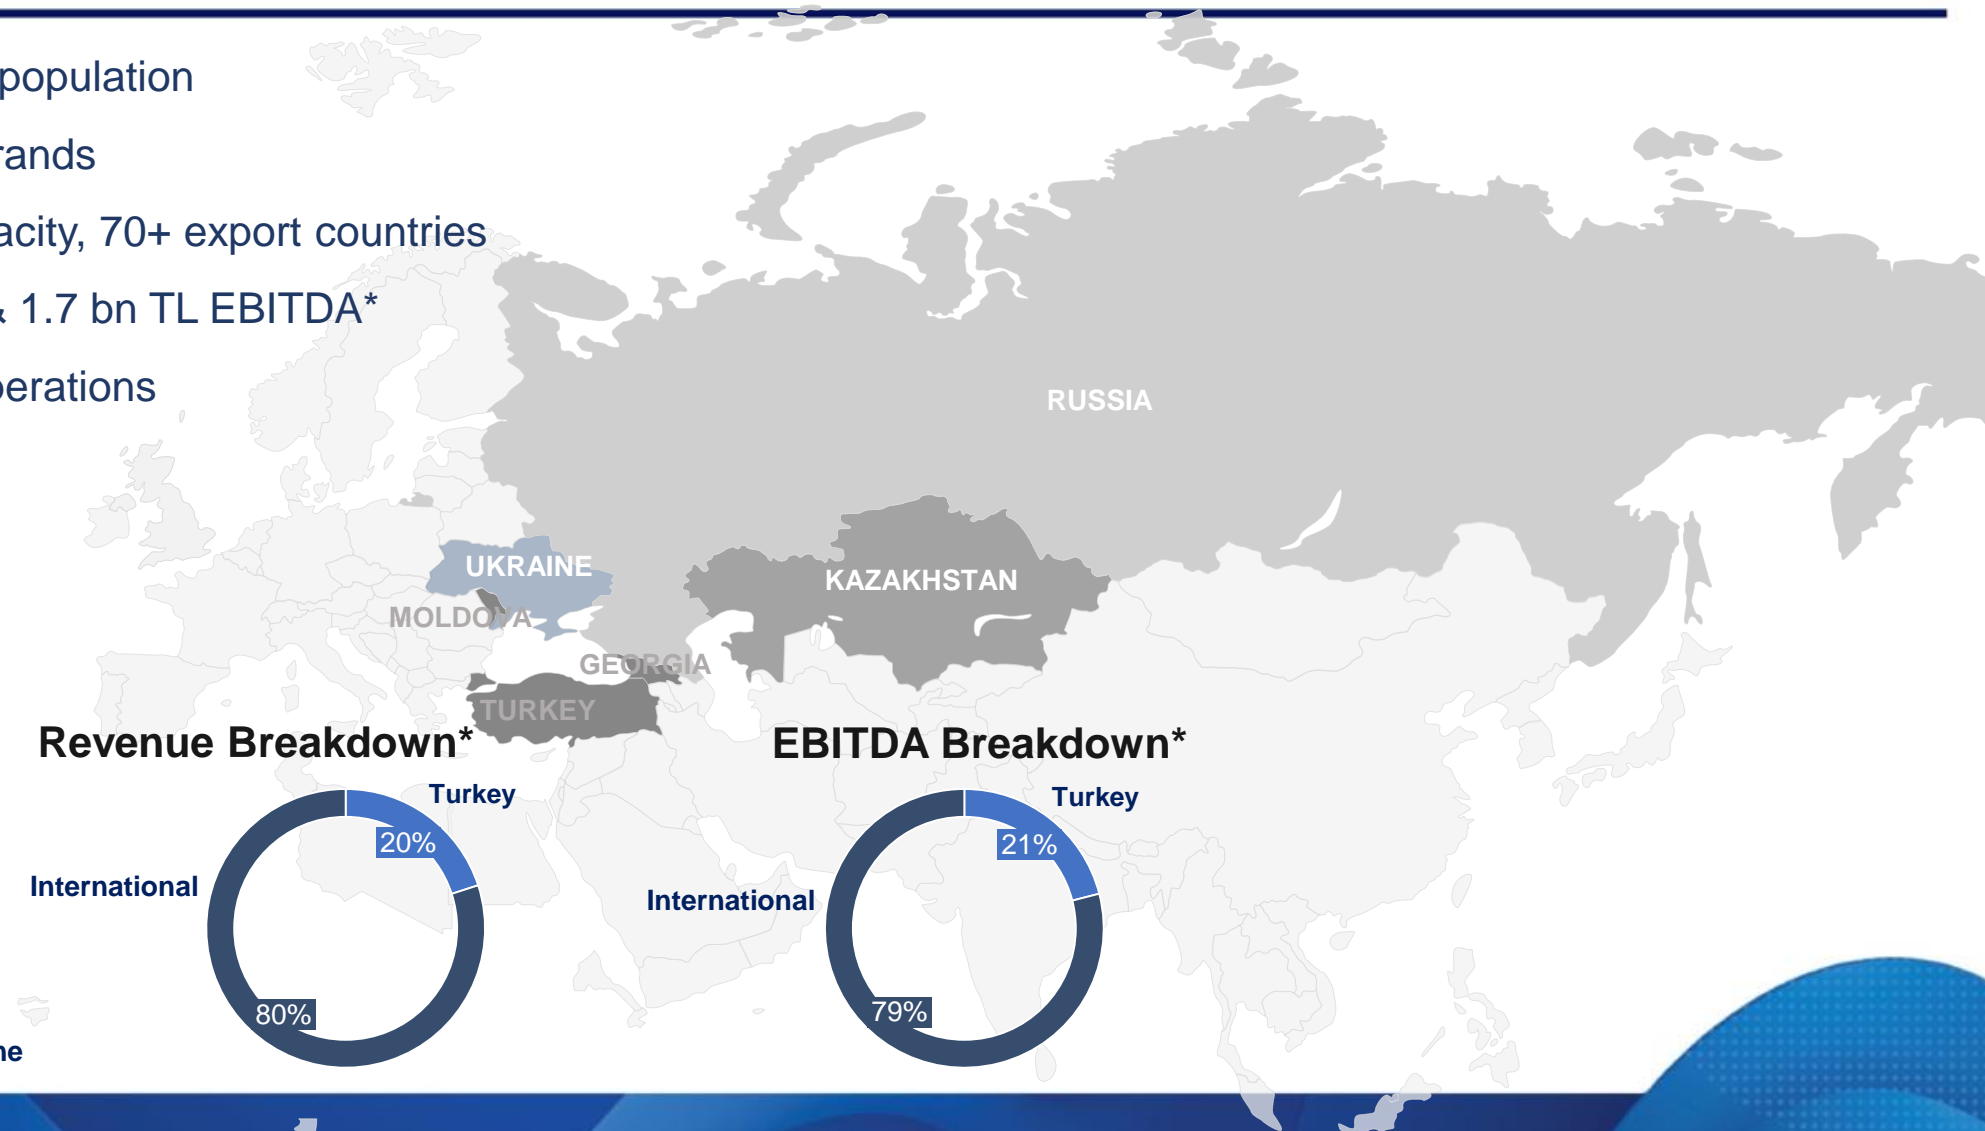 population
rands
acity, 70+ export countries
& 1.7 bn TL EBITDA*
perations
RUSSIA
UKRAINE
KAZAKHSTAN
MOLDOVA
GEORGIA
TURKEY
Revenue Breakdown*
EBITDA Breakdown*
Turkey
20%
International
80%
Turkey
21%
International
79%
ne